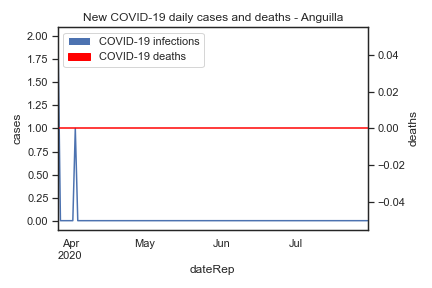 New COVID-19 daily cases and deaths - Anguilla
COVID-19 infections
COVID-19 deaths
cases
2.00
1.75
1.50
1.25
1.00
0.75
0.50
0.25
0.00
deaths
0.04
0.02
0.00
−0.02
−0.04
Apr
2020
May
Jun
Jul
dateRep